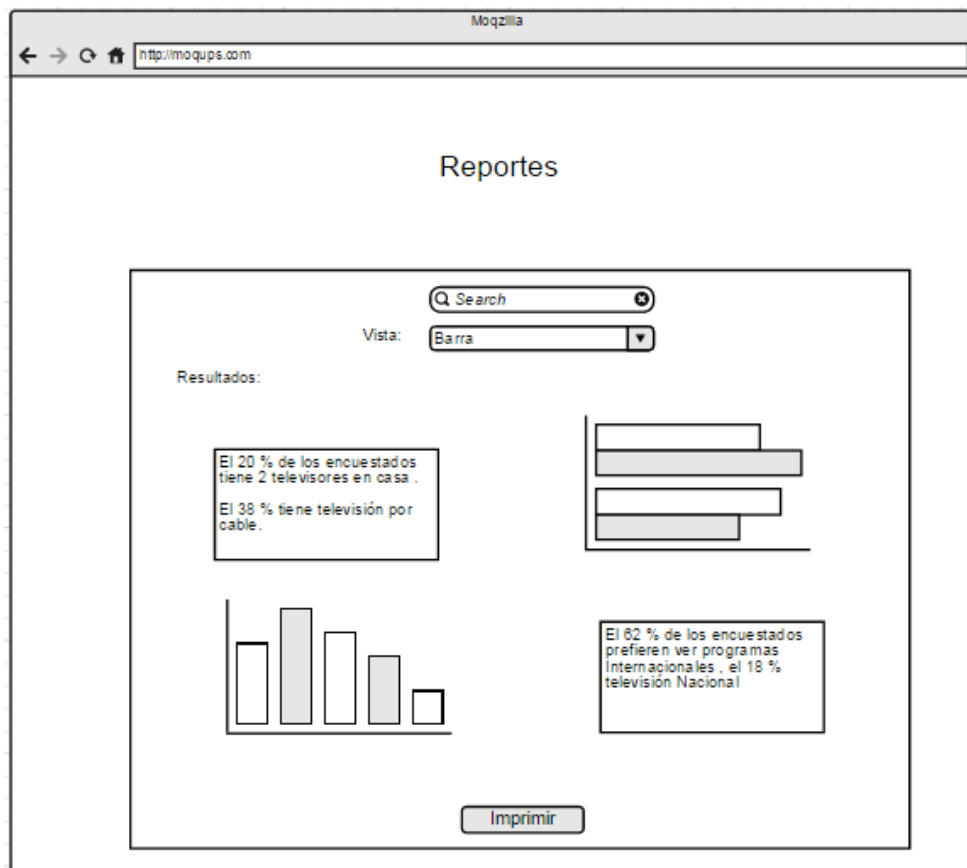 Moqzilla
http://moqups.com
Reportes
Search
Vista:
Barra
Resultados:
El 20 % de los encuestados
tiene 2 televisores en casa .
El 38 % tiene televisión por
cable.
El 62 % de los encuestados
prefieren ver programas
Internacionales , el 18 %
televisión Nacional
Imprimir